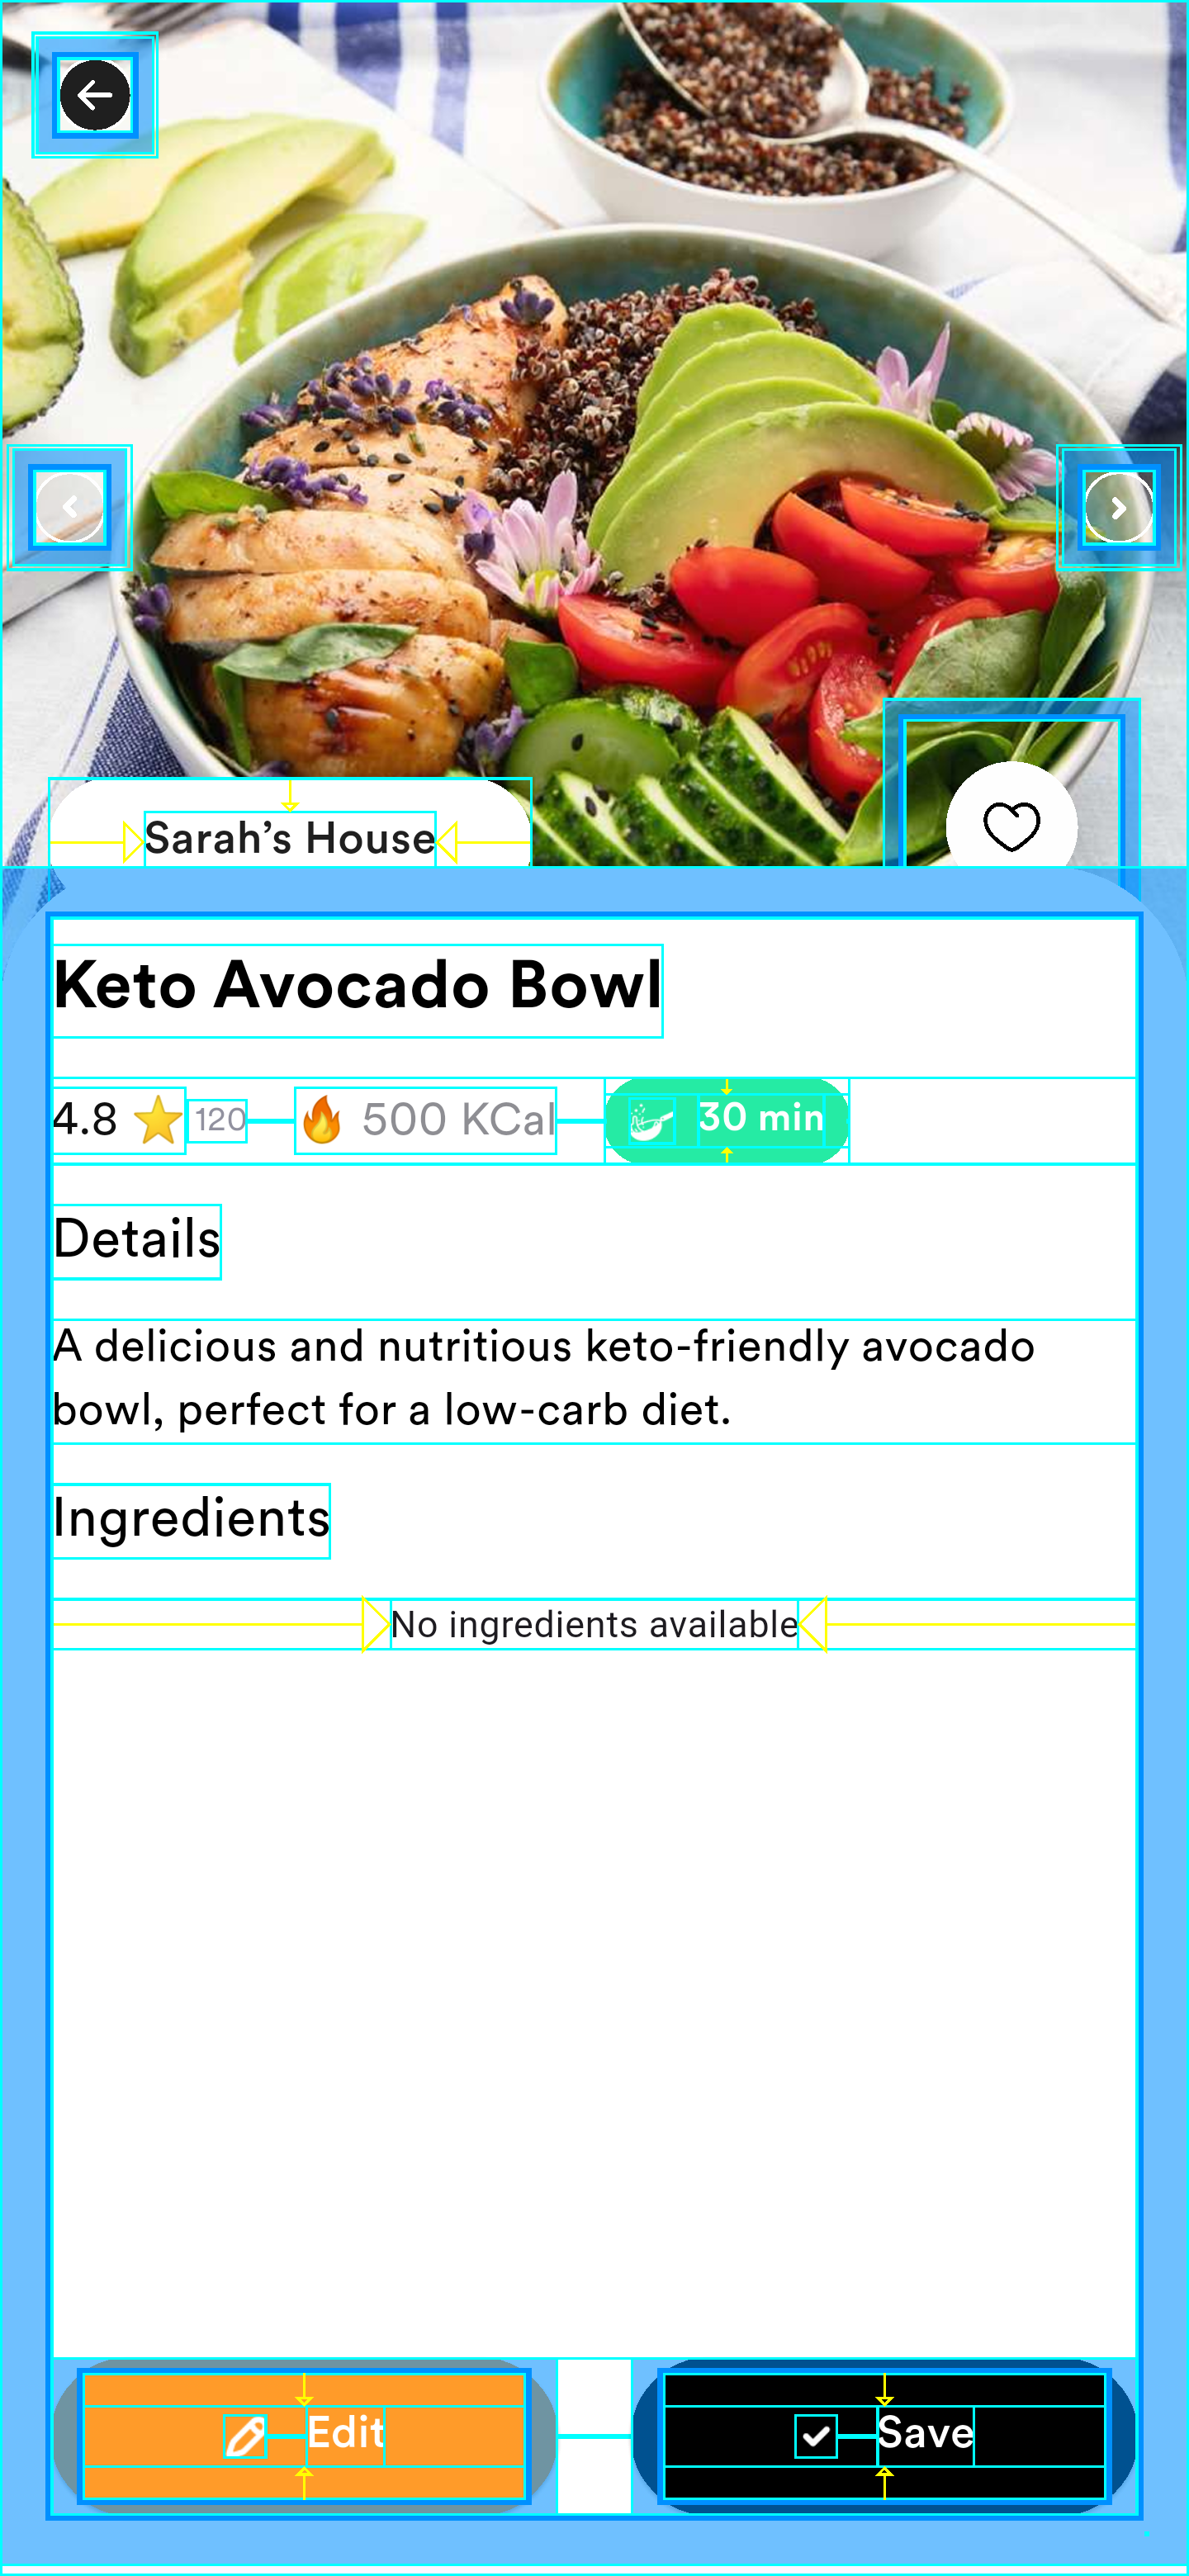 Sarah’s House
Keto Avocado Bowl
4.8 ⭐ 120 🔥 500 KCal 30 min
Details
A delicious and nutritious keto-friendly avocado
bowl, perfect for a low-carb diet.
Ingredients
No ingredients available
Edit Save